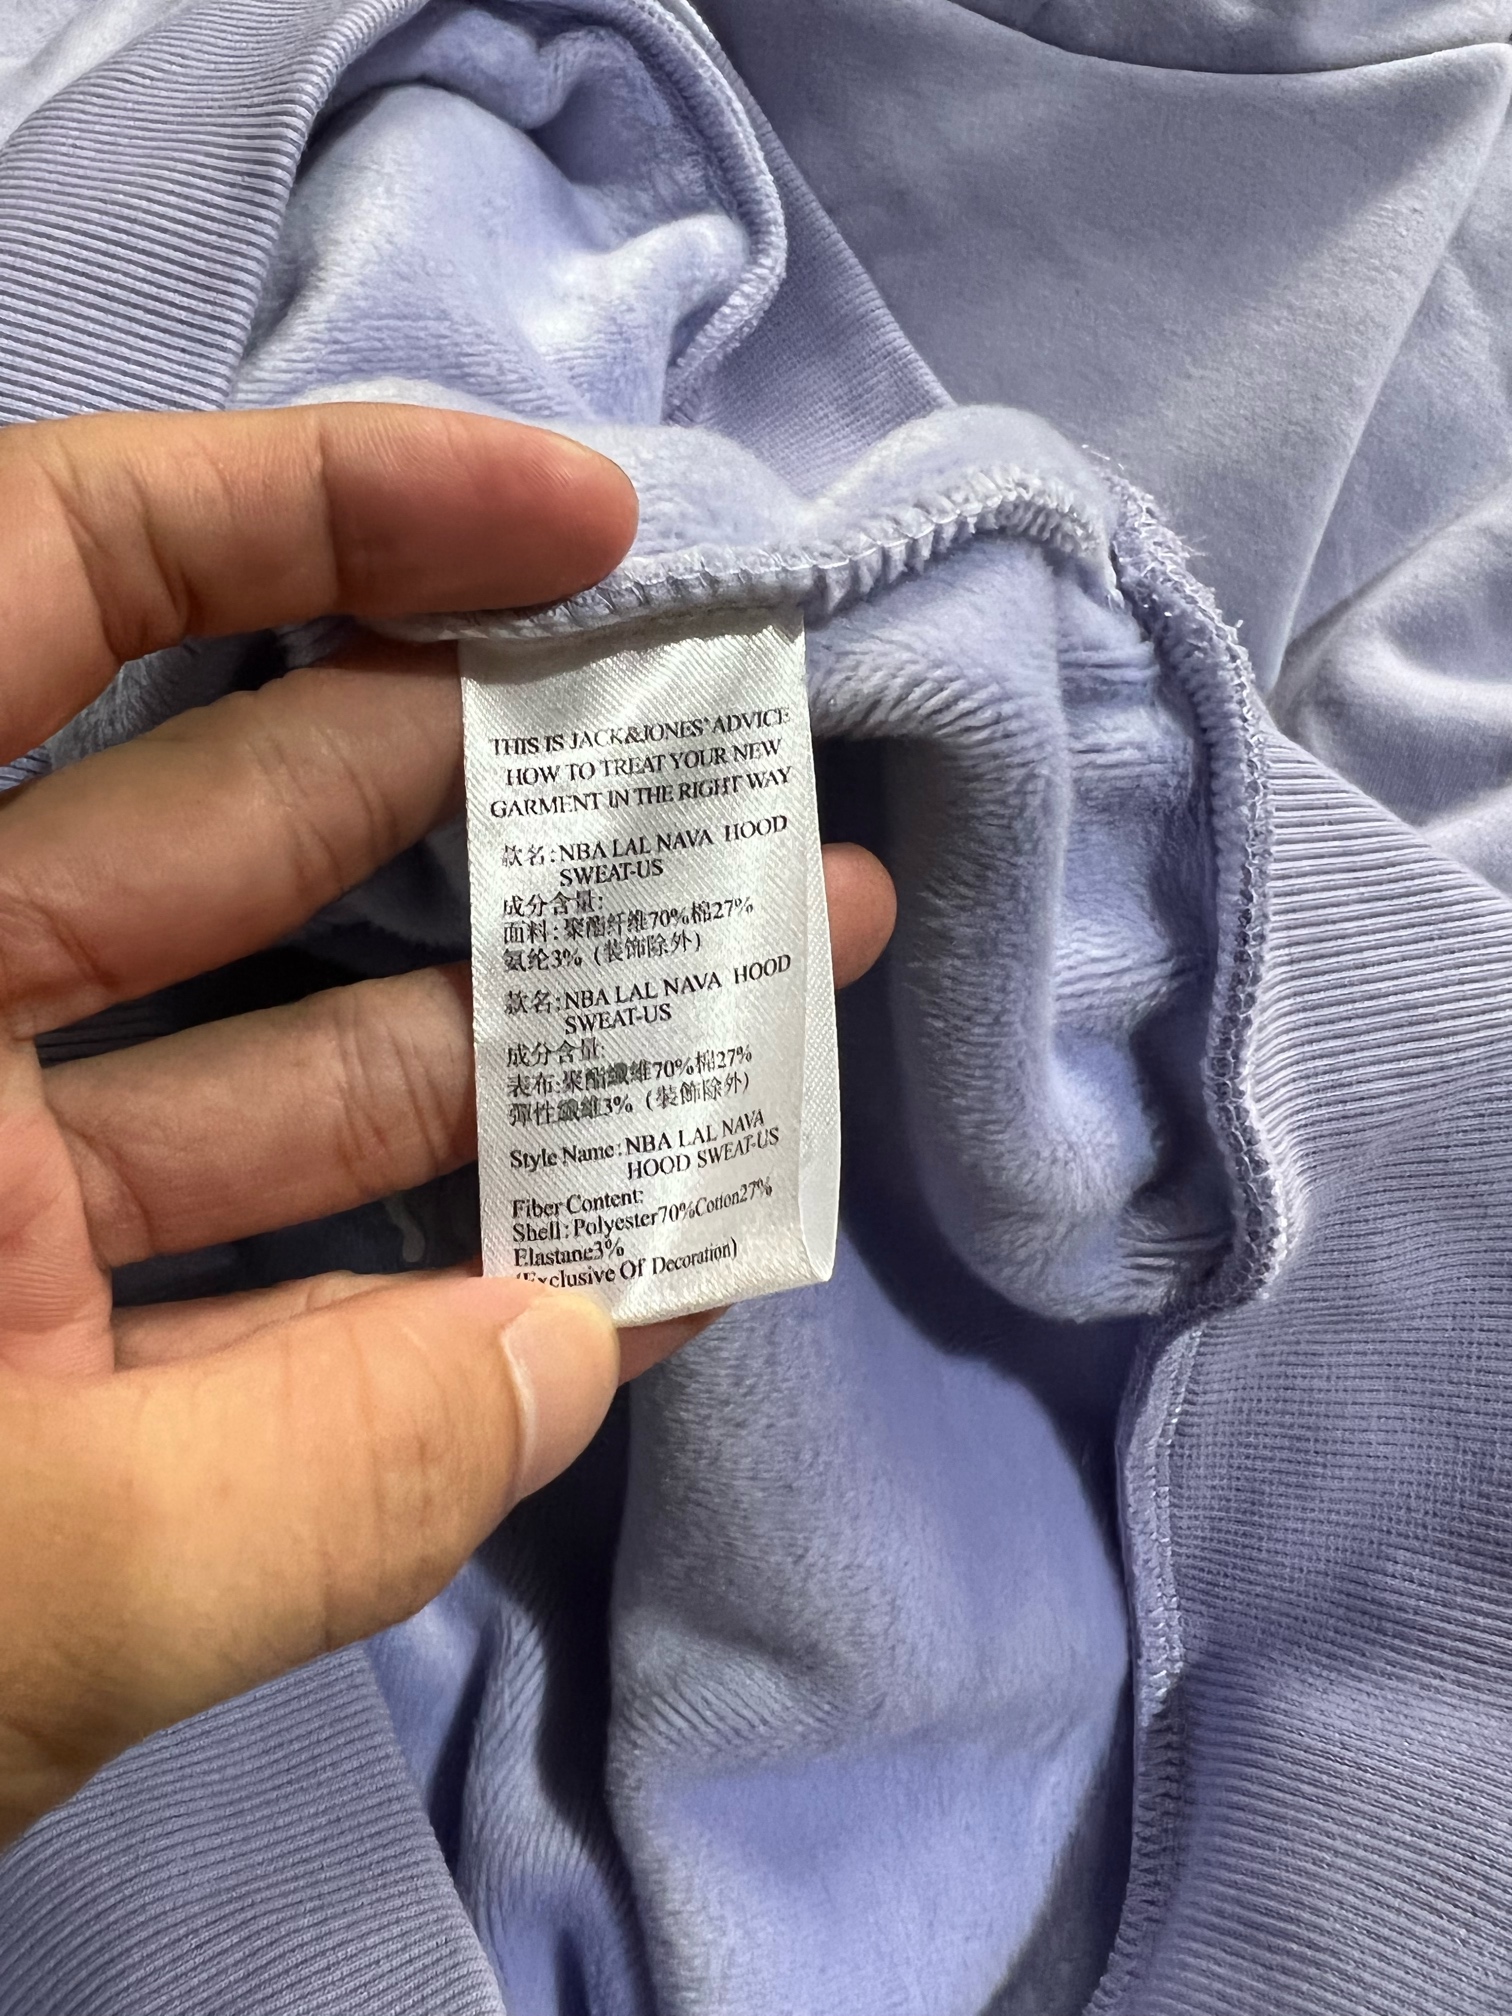 THIS IS JACK&JONES' ADVICE
HOW TO TREAT YOUR NEW
GARMENT IN THE RIGHT WAY
款名:NBA LAL NAVA HOOD
SWEAT-US
成分含量:
面料:聚酯纤维70%棉27%
氨纶3% (装饰除外)
款名:NBA LAL NAVA HOOD
SWEAT-US
成分含量:
表布:聚酯纖維70%棉27%
彈性纖維3% (裝飾除外)
Style Name:NBA LAL NAVA
HOOD SWEAT-US
Fiber Content:
Shell:Polyester70%Cotton27%
Elastane3%
(Exclusive Of Decoration)